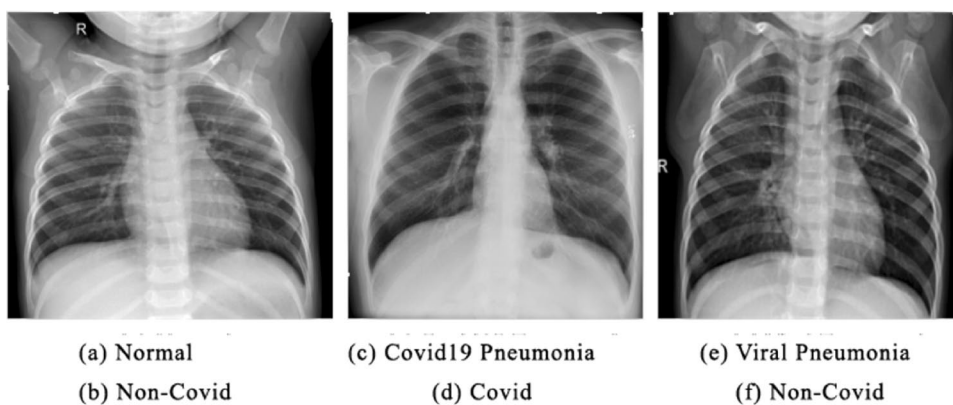 R
R
(a) Normal
(c) Covid19 Pneumonia
(e) Viral Pneumonia
(b) Non-Covid
(d) Covid
(f) Non-Covid